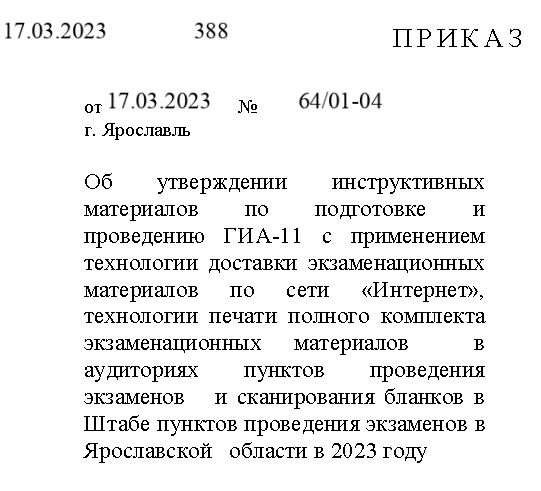 17.03.2023 388
ПРИКАЗ
от 17.03.2023 № 64/01-04
г. Ярославль
Об утверждении инструктивных
материалов по подготовке и
проведению ГИА-11 с применением
технологии доставки экзаменационных
материалов по сети «Интернет»,
технологии печати полного комплекта
экзаменационных материалов в
аудиториях пунктов проведения
экзаменов и сканирования бланков в
Штабе пунктов проведения экзаменов в
Ярославской области в 2023 году